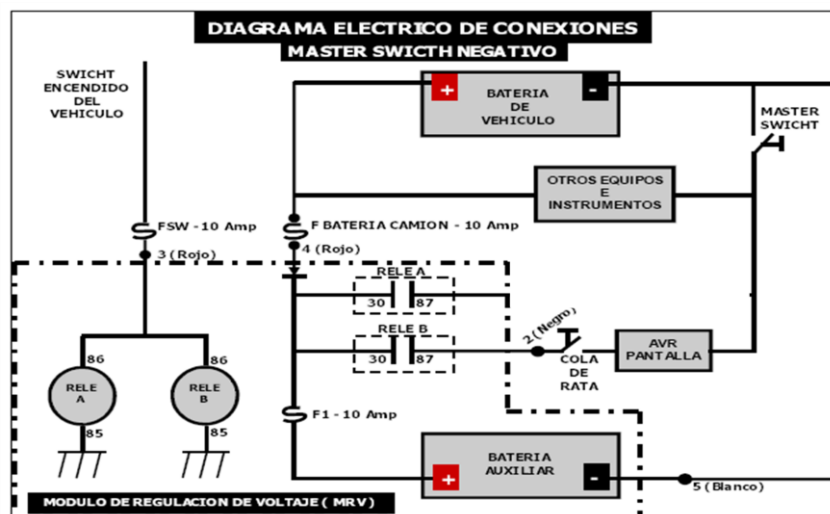 DIAGRAMA ELECTRICO DE CONEXIONES
MASTER SWICTH NEGATIVO
SWICHT
ENCENDIDO
DEL
VEHICULO
+
BATERIA
DE
VEHICULO
-
MASTER
SWICHT
OTROS EQUIPOS
E
INSTRUMENTOS
FSW - 10 Amp
F BATERIA CAMION - 10 Amp
3 (Rojo)
4 (Rojo)
RELE A
30
87
RELE B
30
87
2 (Negro)
COLA
DE
RATA
AVR
PANTALLA
86
86
RELE
A
RELE
B
85
85
F1 - 10 Amp
+
BATERIA
AUXILIAR
-
5 (Blanco)
MODULO DE REGULACION DE VOLTAJE ( MRV )